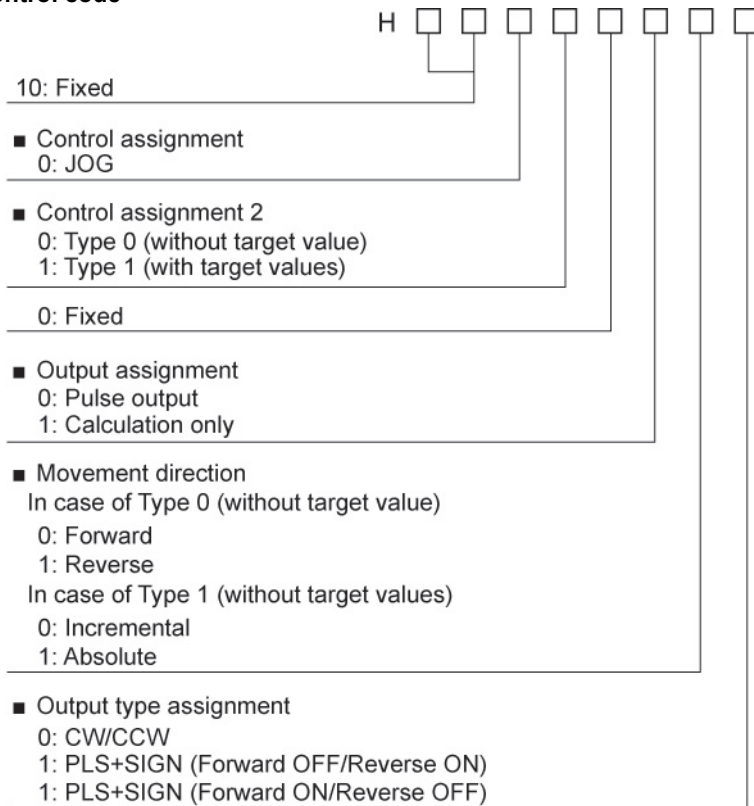 H □ □ □ □ □ □ □ □
10: Fixed
■ Control assignment
0: JOG
■ Control assignment 2
0: Type 0 (without target value)
1: Type 1 (with target values)
0: Fixed
■ Output assignment
0: Pulse output
1: Calculation only
■ Movement direction
In case of Type 0 (without target value)
0: Forward
1: Reverse
In case of Type 1 (without target values)
0: Incremental
1: Absolute
■ Output type assignment
0: CW/CCW
1: PLS+SIGN (Forward OFF/Reverse ON)
1: PLS+SIGN (Forward ON/Reverse OFF)